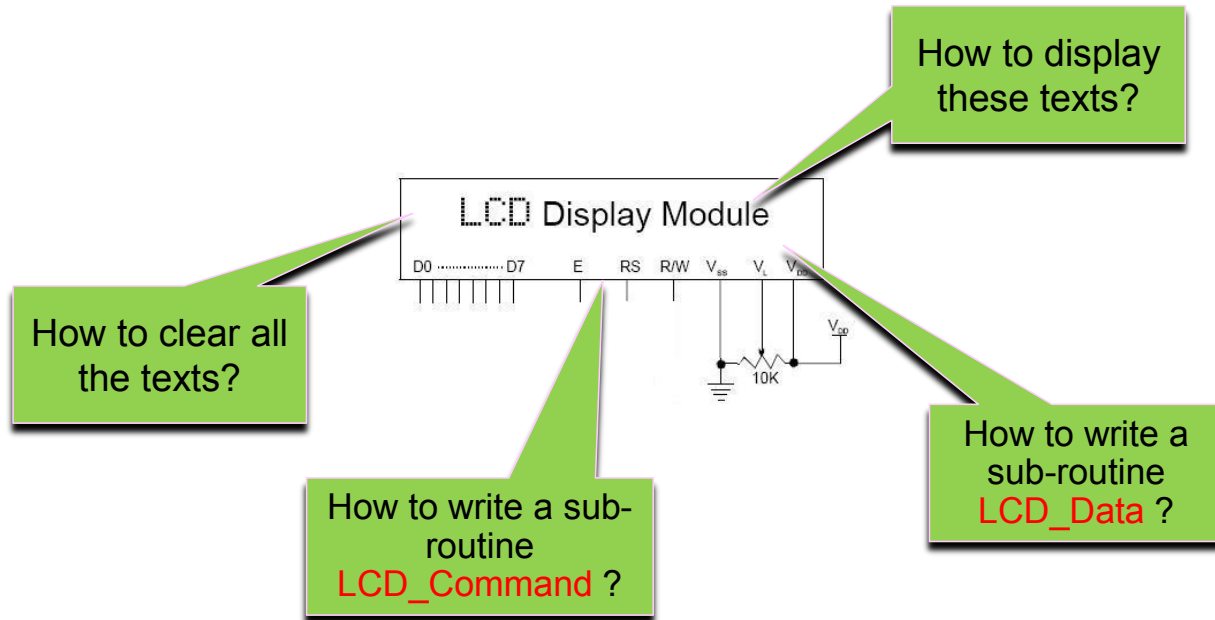 How to display
these texts?
LCD Display Module
D0 ................ D7 E RS R/W VSS VL VDD
How to clear all
the texts?
VDD
10K
How to write a
sub-routine
LCD_Data ?
How to write a sub-
routine
LCD_Command ?